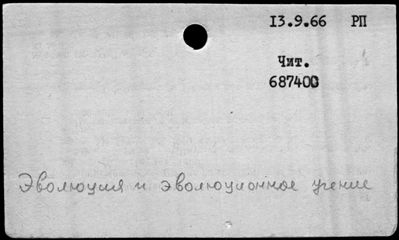 13.9.66 РП
Чит.
687400
Эволюция и эволюционное учение